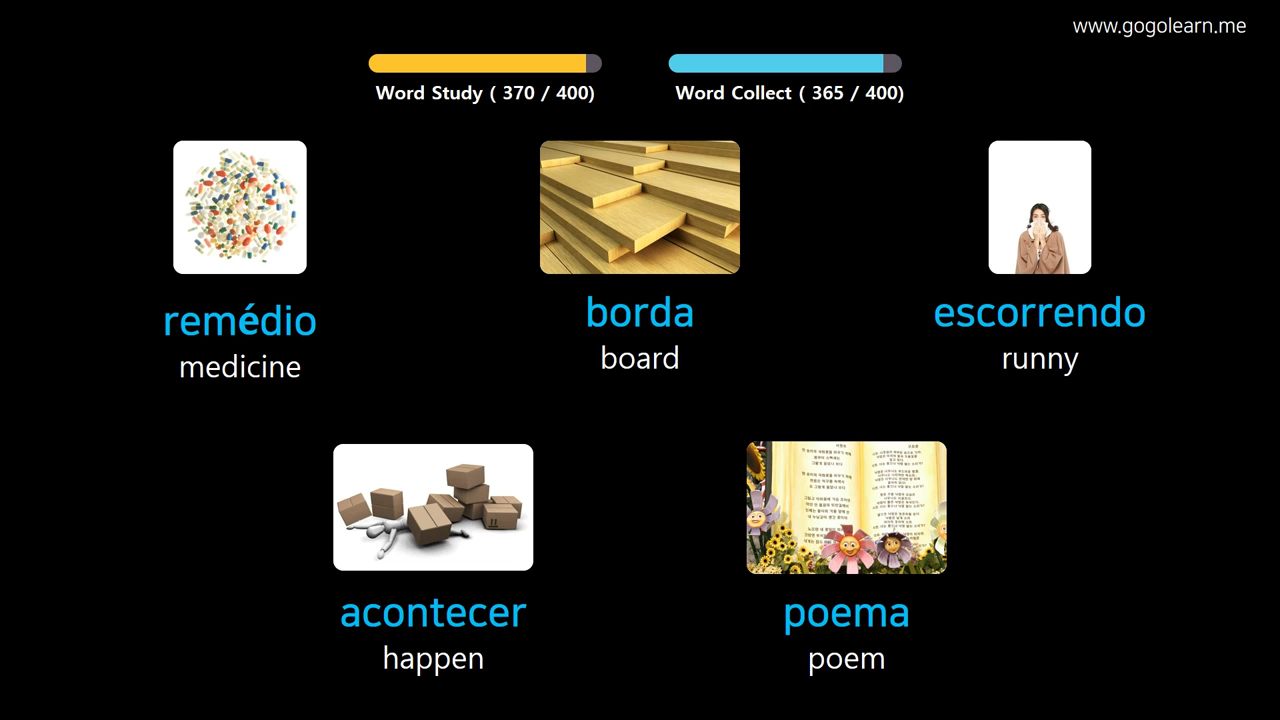 www.gogolearn.me
Word Study ( 370 / 400)
Word Collect ( 365 / 400)
remédio
medicine
borda
board
escorrendo
runny
acontecer
happen
poema
poem